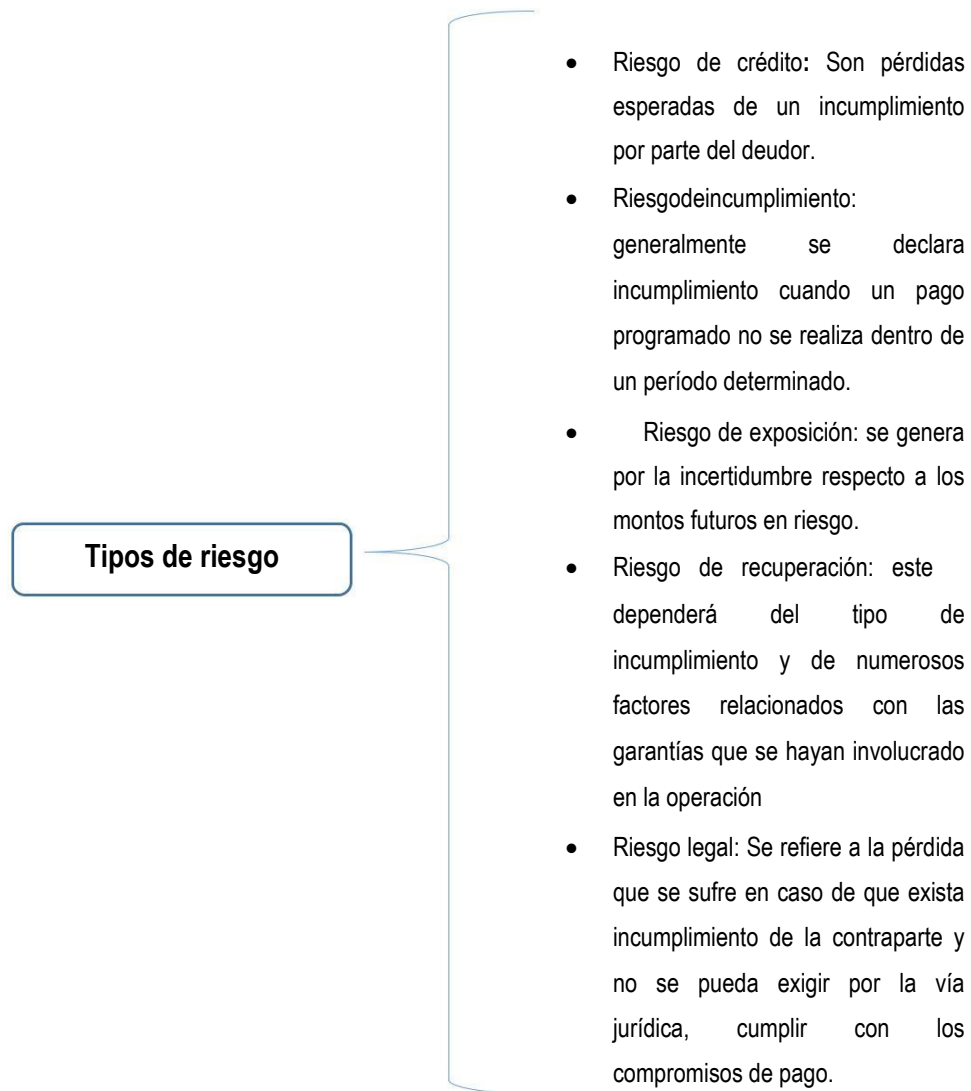 Tipos de riesgo
• Riesgo de crédito: Son pérdidas
esperadas de un incumplimiento
por parte del deudor.
• Riesgodeincumplimiento:
generalmente se declara
incumplimiento cuando un pago
programado no se realiza dentro de
un período determinado.
• Riesgo de exposición: se genera
por la incertidumbre respecto a los
montos futuros en riesgo.
• Riesgo de recuperación: este
dependerá del tipo de
incumplimiento y de numerosos
factores relacionados con las
garantías que se hayan involucrado
en la operación
• Riesgo legal: Se refiere a la pérdida
que se sufre en caso de que exista
incumplimiento de la contraparte y
no se pueda exigir por la vía
jurídica, cumplir con los
compromisos de pago.